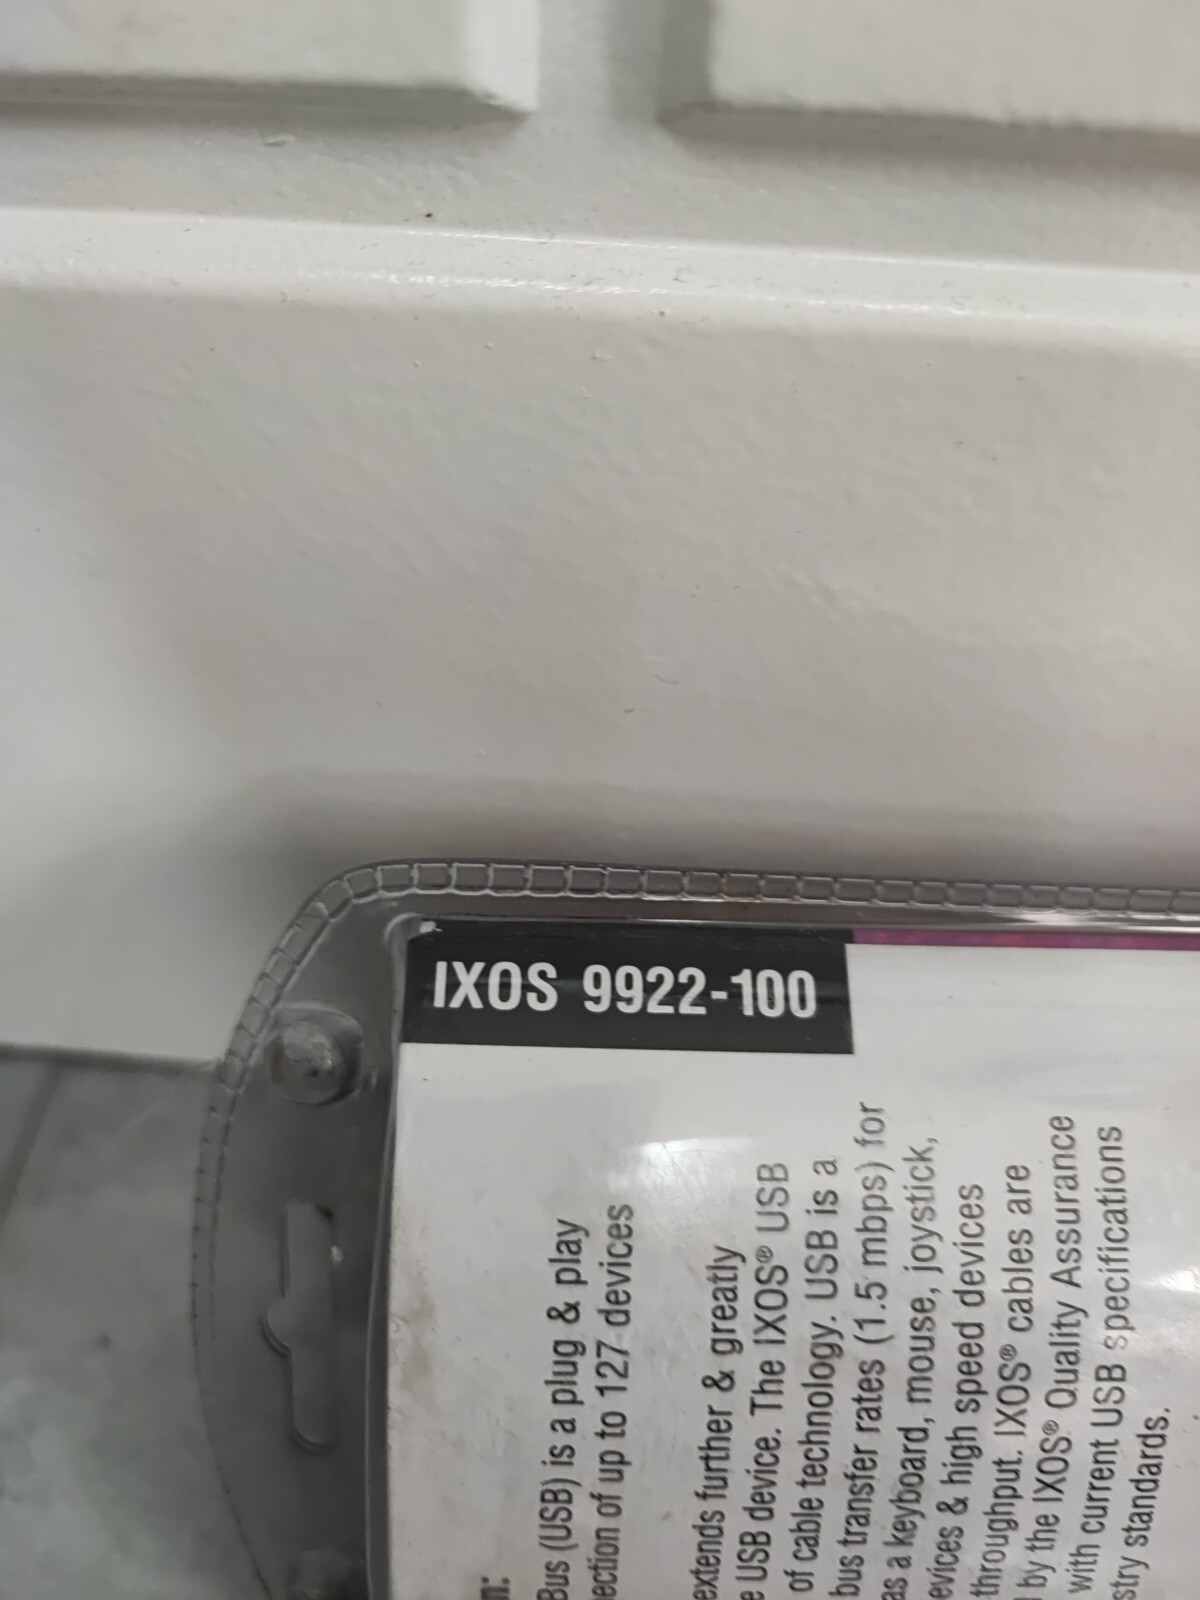 IXOS 9922-100
n:
Bus (USB) is a plug & play
ection of up to 127 devices
extends further & greatly
e USB device. The IXOS® USB
of cable technology. USB is a
bus transfer rates (1.5 mbps) for
as a keyboard, mouse, joystick,
evices & high speed devices
throughput. IXOS® cables are
by the IXOS® Quality Assurance
with current USB specifications
stry standards.